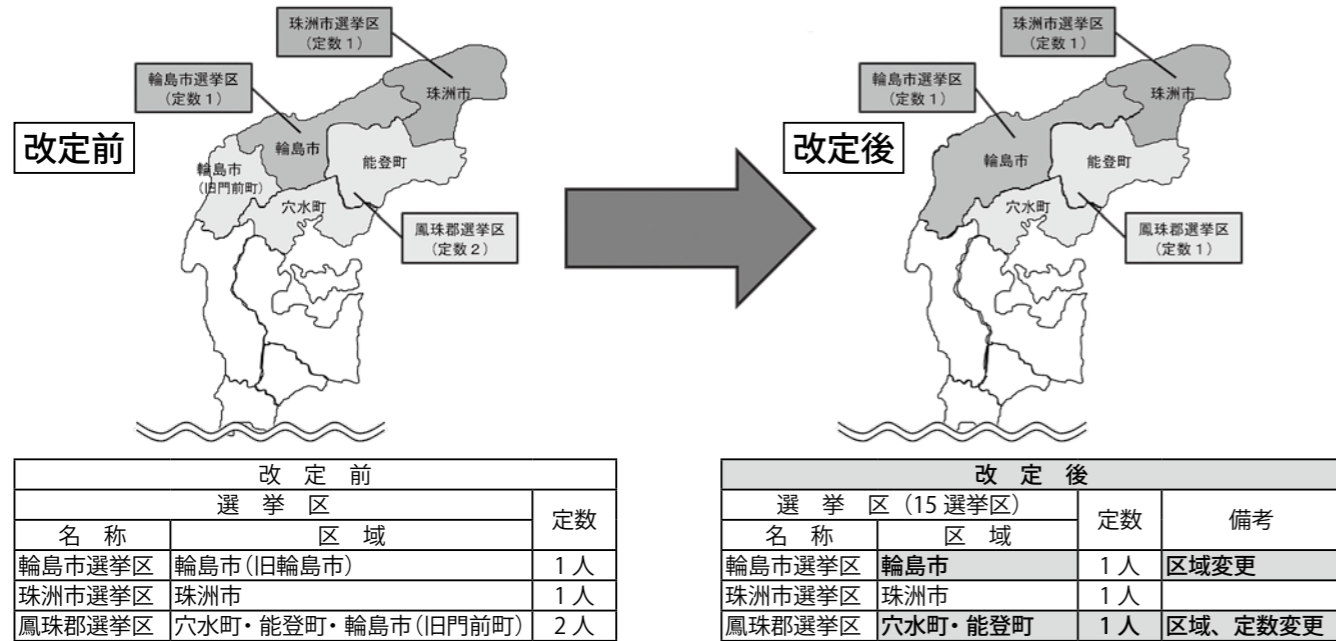 改定前
珠洲市選挙区
(定数1)
輪島市選挙区
(定数1)
珠洲市
輪島市
能登町
輪島市
(旧門前町)
穴水町
鳳珠郡選挙区
(定数2)
改定後
珠洲市選挙区
(定数1)
輪島市選挙区
(定数1)
珠洲市
輪島市
能登町
穴水町
鳳珠郡選挙区
(定数1)
改定前
選挙区 定数
名称 区域
輪島市選挙区 輪島市(旧輪島市) 1人
珠洲市選挙区 珠洲市 1人
鳳珠郡選挙区 穴水町・能登町・輪島市(旧門前町) 2人
改定後
選挙区(15選挙区) 定数 備考
名称 区域
輪島市選挙区 輪島市 1人 区域変更
珠洲市選挙区 珠洲市 1人
鳳珠郡選挙区 穴水町・能登町 1人 区域、定数変更